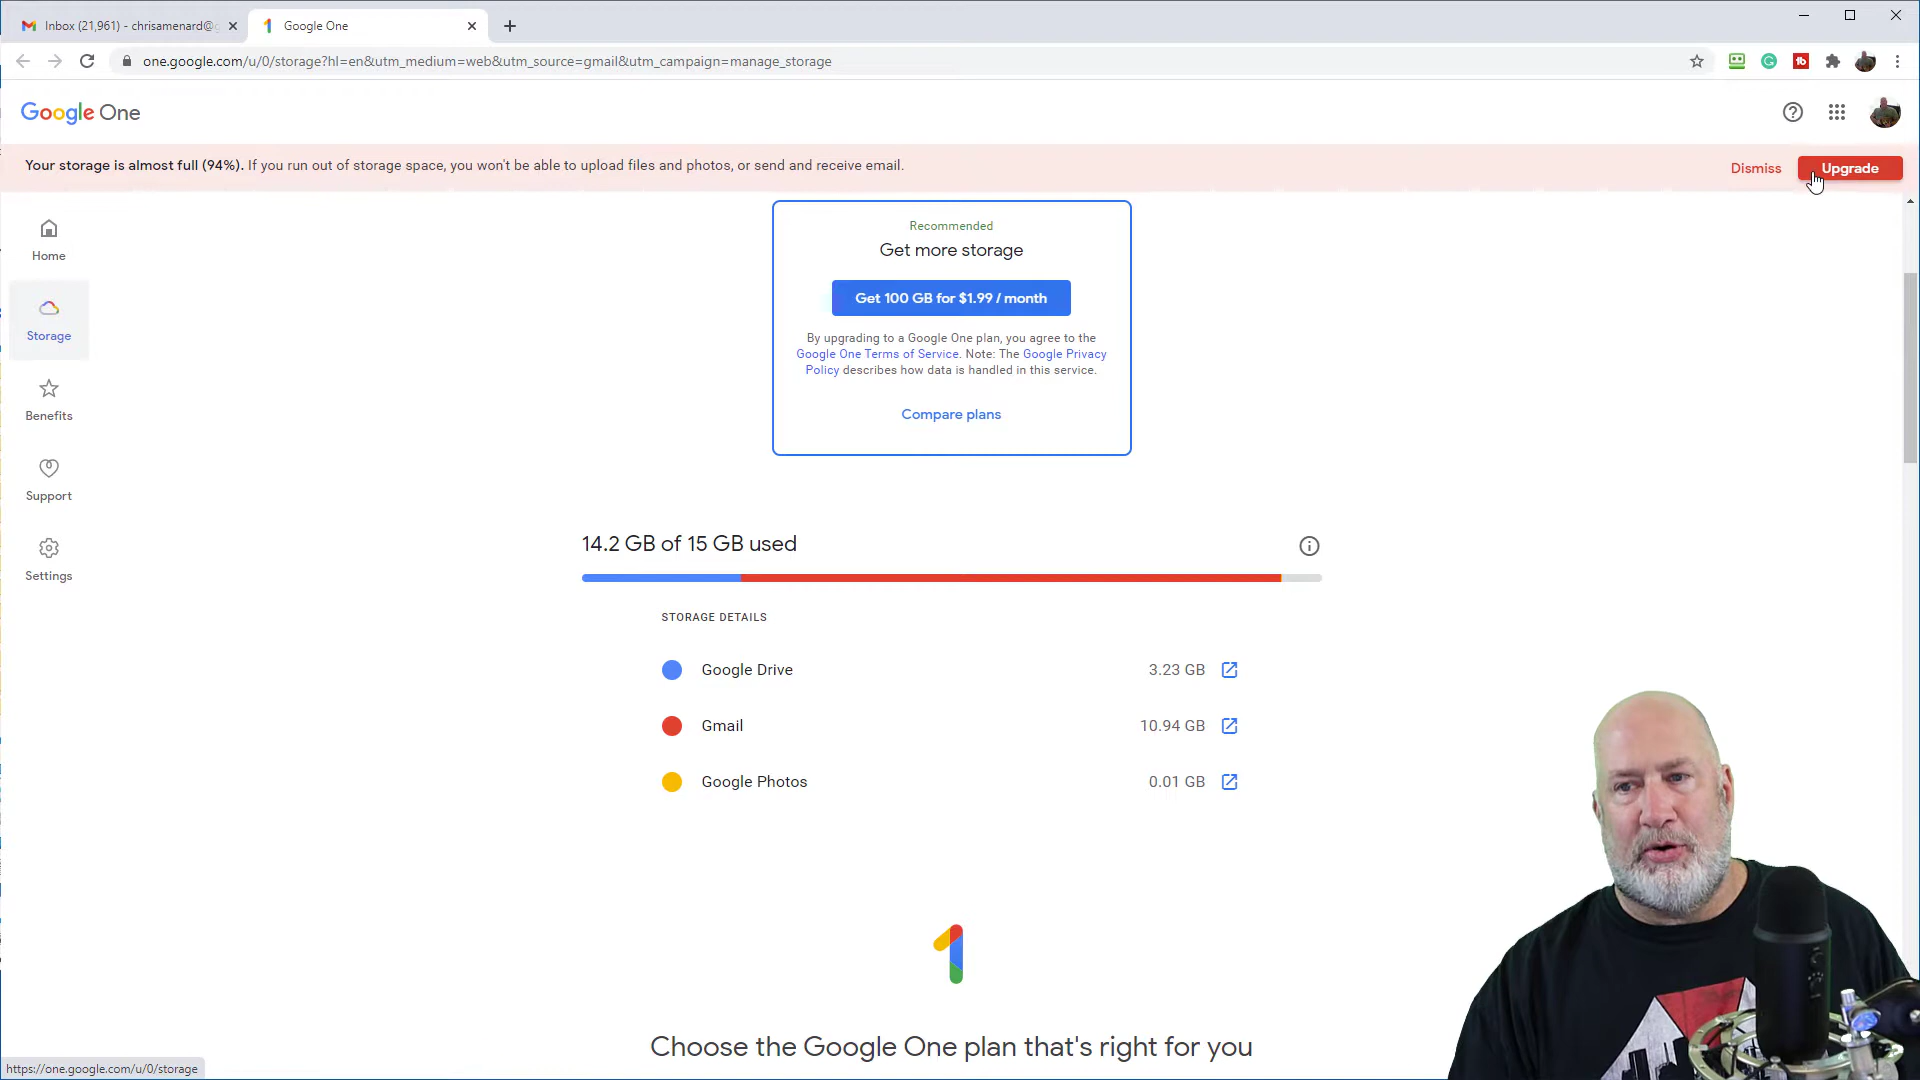 Inbox (21,961) - chrisamenard@g
Google One
one.google.com/u/0/storage?hl=en&utm_medium=web&utm_source=gmail&utm_campaign=manage_storage
Google One
Your storage is almost full (94%). If you run out of storage space, you won't be able to upload files and photos, or send and receive email.
Dismiss
Upgrade
Home
Storage
Benefits
Support
Settings
Recommended
Get more storage
Get 100 GB for $1.99 / month
By upgrading to a Google One plan, you agree to the
Google One Terms of Service. Note: The Google Privacy
Policy describes how data is handled in this service.
Compare plans
14.2 GB of 15 GB used
STORAGE DETAILS
Google Drive 3.23 GB
Gmail 10.94 GB
Google Photos 0.01 GB
Choose the Google One plan that's right for you
https://one.google.com/u/0/storage